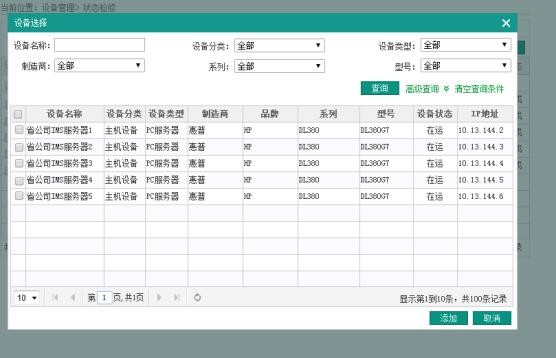 当前位置: 设备管理> 状态检修
设备选择
设备名称: 设备分类: 全部 设备类型: 全部
制造商: 全部 系列: 全部 型号: 全部
查询 高级查询 清空查询条件
设备名称 设备分类 设备类型 制造商 品牌 系列 型号 设备状态 IP地址
省公司IMS服务器1 主机设备 PC服务器 惠普 HP DL380 DL380G7 在运 10.13.144.2
省公司IMS服务器2 主机设备 PC服务器 惠普 HP DL380 DL380G7 在运 10.13.144.3
省公司IMS服务器3 主机设备 PC服务器 惠普 HP DL380 DL380G7 在运 10.13.144.4
省公司IMS服务器4 主机设备 PC服务器 惠普 HP DL380 DL380G7 在运 10.13.144.5
省公司IMS服务器5 主机设备 PC服务器 惠普 HP DL380 DL380G7 在运 10.13.144.6
10 第 1 页, 共1页 显示第1到10条, 共100条记录
添加 取消